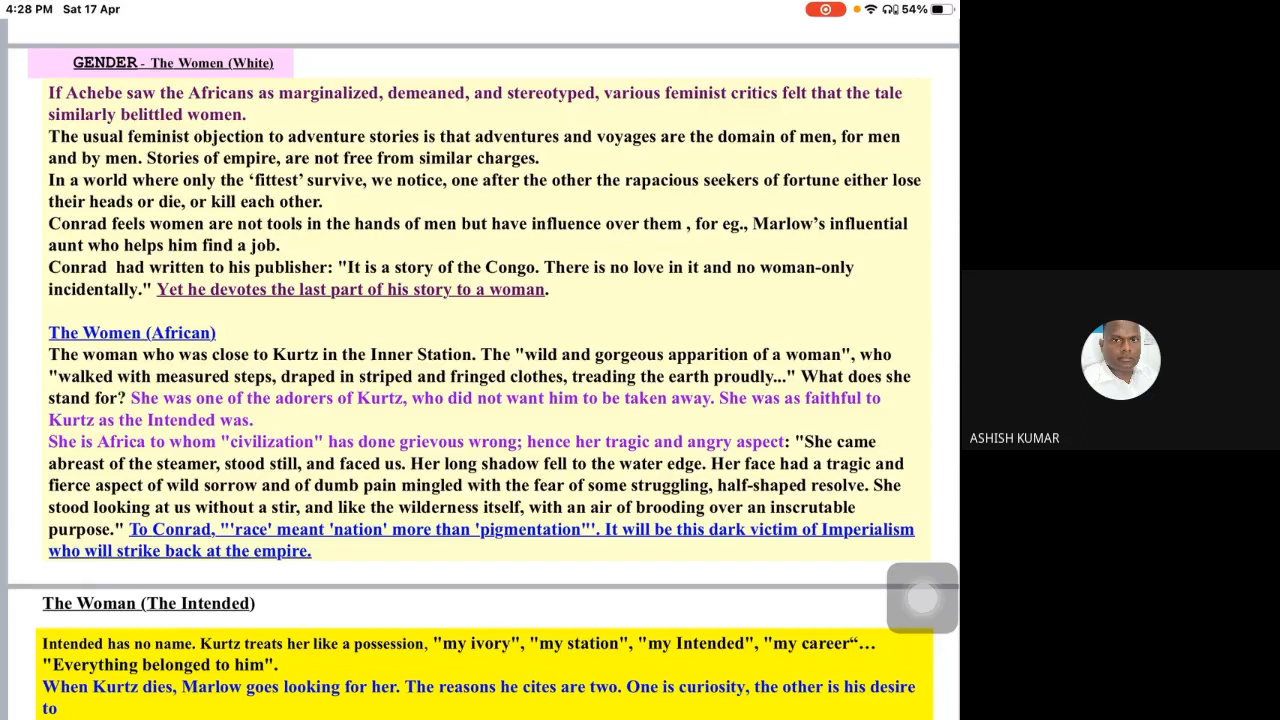 4:28 PM Sat 17 Apr
54%
GENDER - The Women (White)
If Achebe saw the Africans as marginalized, demeaned, and stereotyped, various feminist critics felt that the tale
similarly belittled women.
The usual feminist objection to adventure stories is that adventures and voyages are the domain of men, for men
and by men. Stories of empire, are not free from similar charges.
In a world where only the ‘fittest’ survive, we notice, one after the other the rapacious seekers of fortune either lose
their heads or die, or kill each other.
Conrad feels women are not tools in the hands of men but have influence over them , for eg., Marlow’s influential
aunt who helps him find a job.
Conrad had written to his publisher: "It is a story of the Congo. There is no love in it and no woman-only
incidentally." Yet he devotes the last part of his story to a woman.
The Women (African)
The woman who was close to Kurtz in the Inner Station. The "wild and gorgeous apparition of a woman", who
"walked with measured steps, draped in striped and fringed clothes, treading the earth proudly..." What does she
stand for? She was one of the adorers of Kurtz, who did not want him to be taken away. She was as faithful to
Kurtz as the Intended was.
She is Africa to whom "civilization" has done grievous wrong; hence her tragic and angry aspect: "She came
abreast of the steamer, stood still, and faced us. Her long shadow fell to the water edge. Her face had a tragic and
fierce aspect of wild sorrow and of dumb pain mingled with the fear of some struggling, half-shaped resolve. She
stood looking at us without a stir, and like the wilderness itself, with an air of brooding over an inscrutable
purpose." To Conrad, "'race' meant 'nation' more than 'pigmentation"'. It will be this dark victim of Imperialism
who will strike back at the empire.
The Woman (The Intended)
Intended has no name. Kurtz treats her like a possession, "my ivory", "my station", "my Intended", "my career“…
"Everything belonged to him".
When Kurtz dies, Marlow goes looking for her. The reasons he cites are two. One is curiosity, the other is his desire
to
ASHISH KUMAR